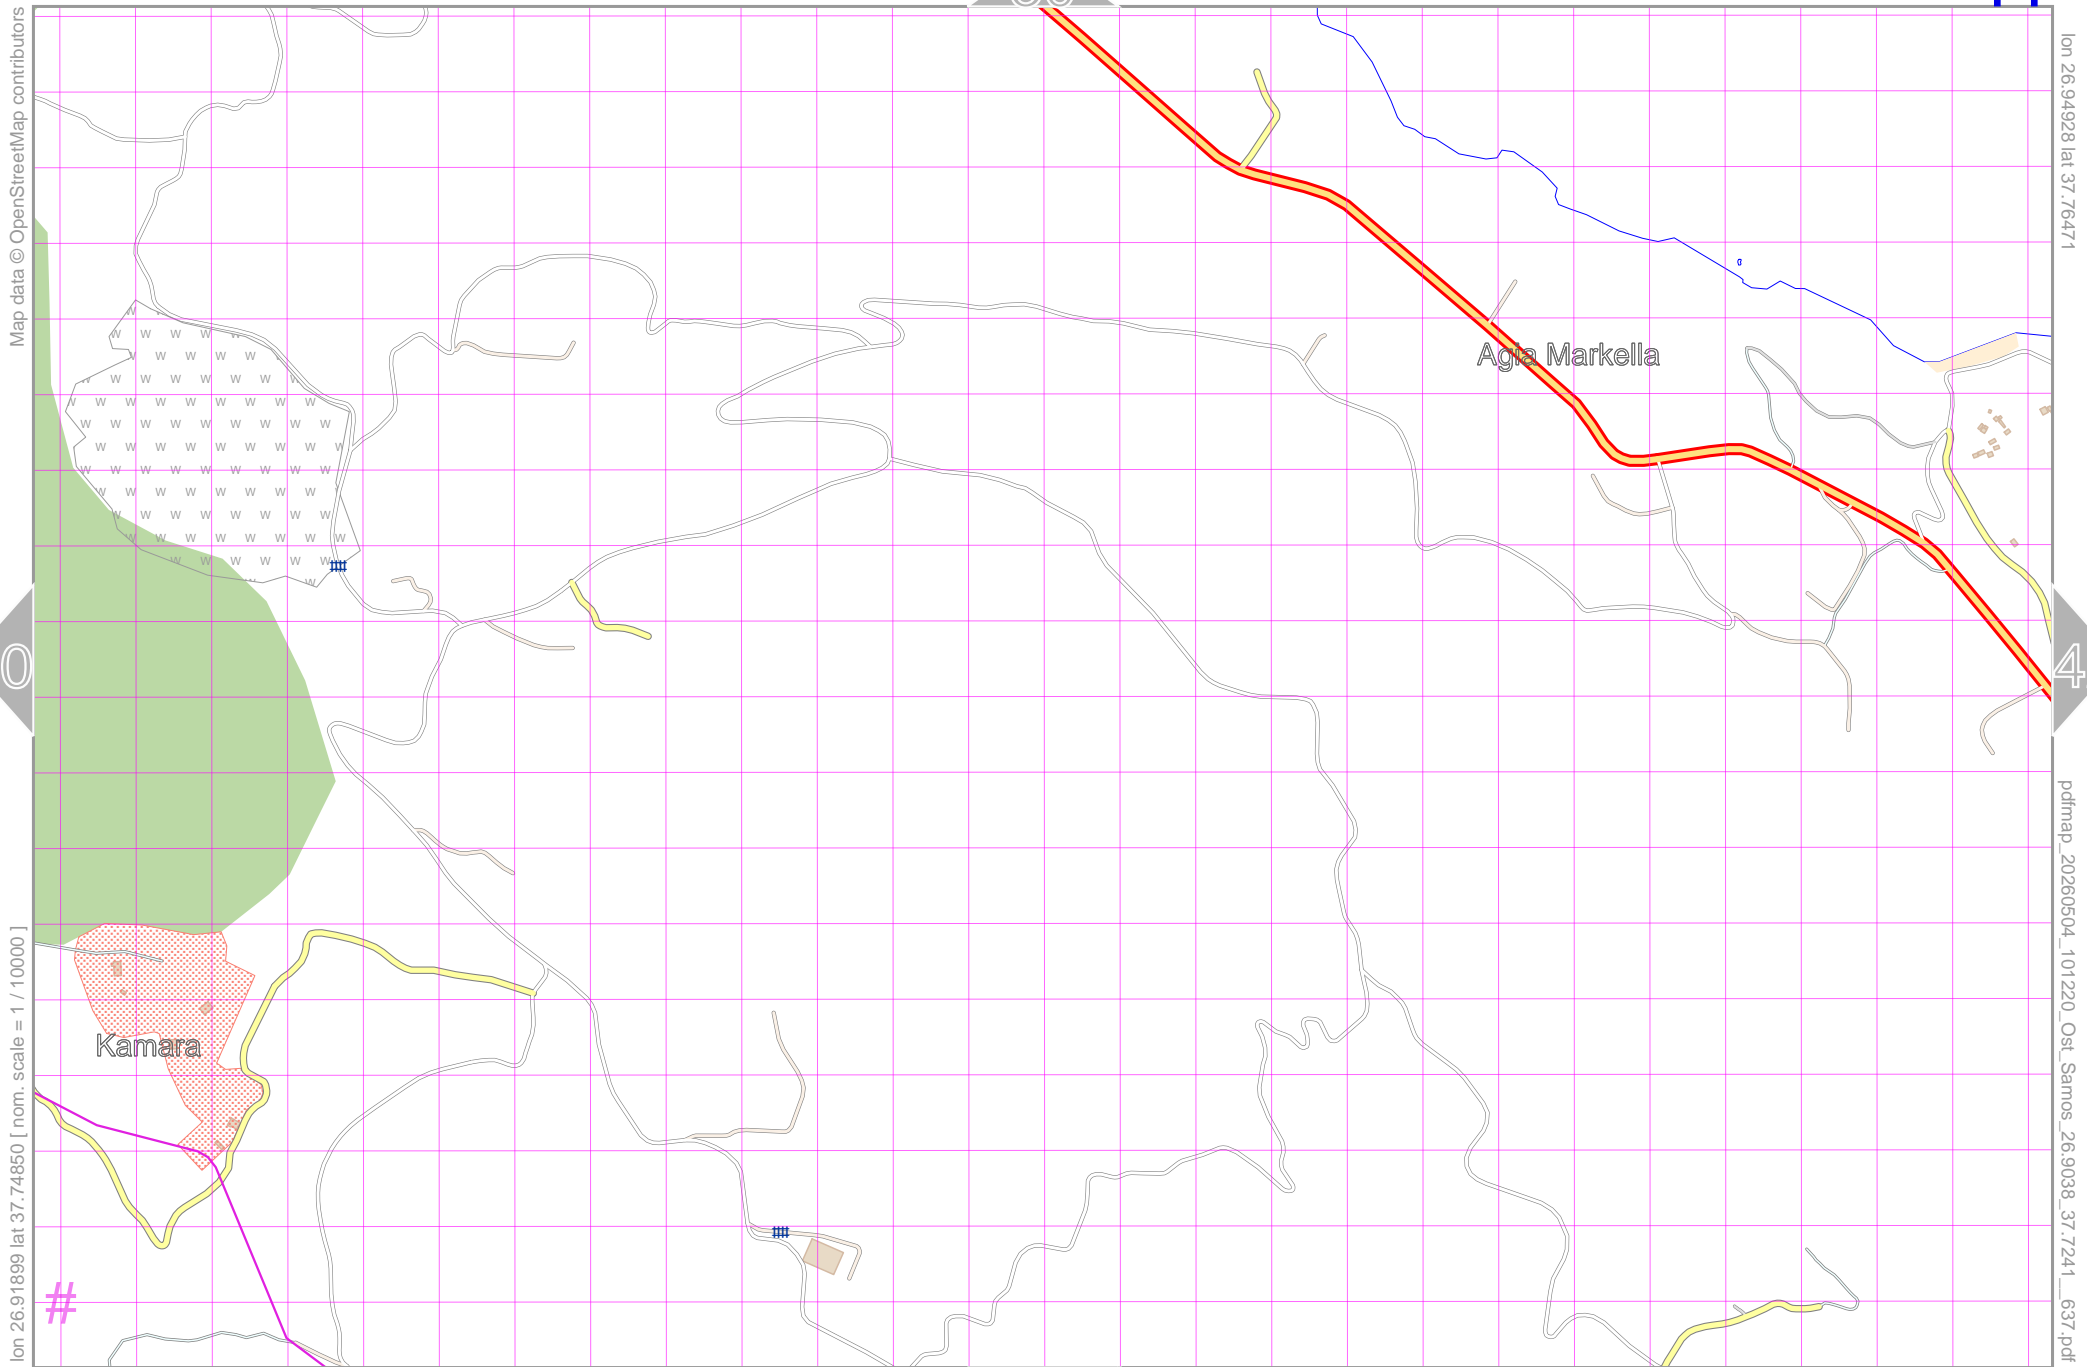 Map data © OpenStreetMap contributors
lon 26.94928 lat 37.76471
Agia Markella
0
4
Kamara
lon 26.91899 lat 37.74850 [ nom. scale = 1 / 10000 ]
pdfmap_20260504_101220_Ost_Samos_26.9038_37.7241__637.pdf
#